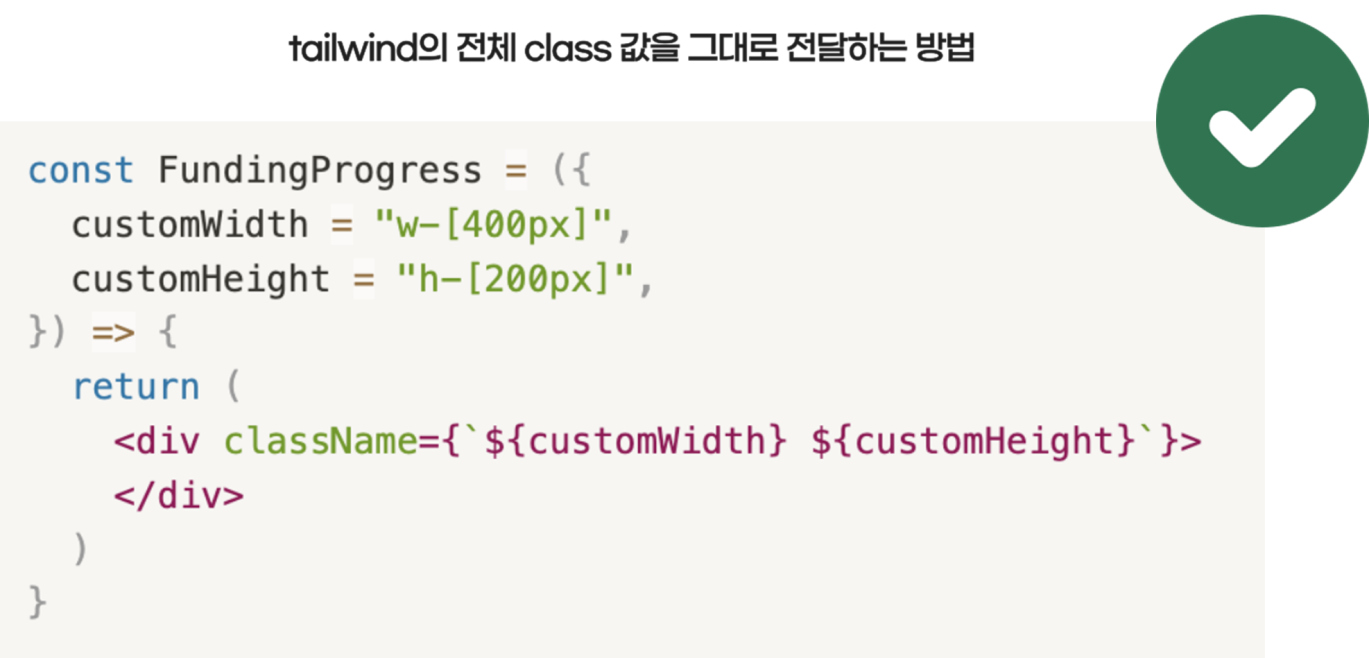 tailwind의 전체 class 값을 그대로 전달하는 방법
const FundingProgress = ({
  customWidth = "w-[400px]",
  customHeight = "h-[200px]",
}) => {
  return (
    <div className={`${customWidth} ${customHeight}`}>
    </div>
  )
}